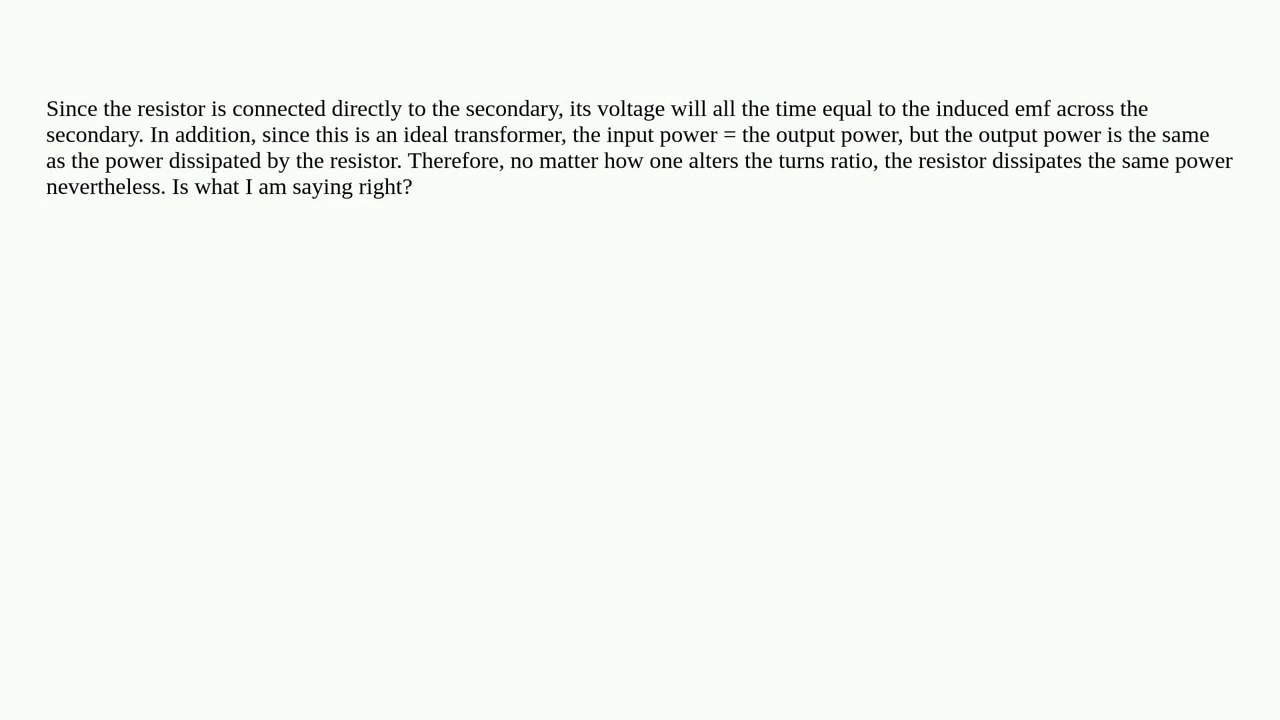 Since the resistor is connected directly to the secondary, its voltage will all the time equal to the induced emf across the
secondary. In addition, since this is an ideal transformer, the input power = the output power, but the output power is the same
as the power dissipated by the resistor. Therefore, no matter how one alters the turns ratio, the resistor dissipates the same power
nevertheless. Is what I am saying right?